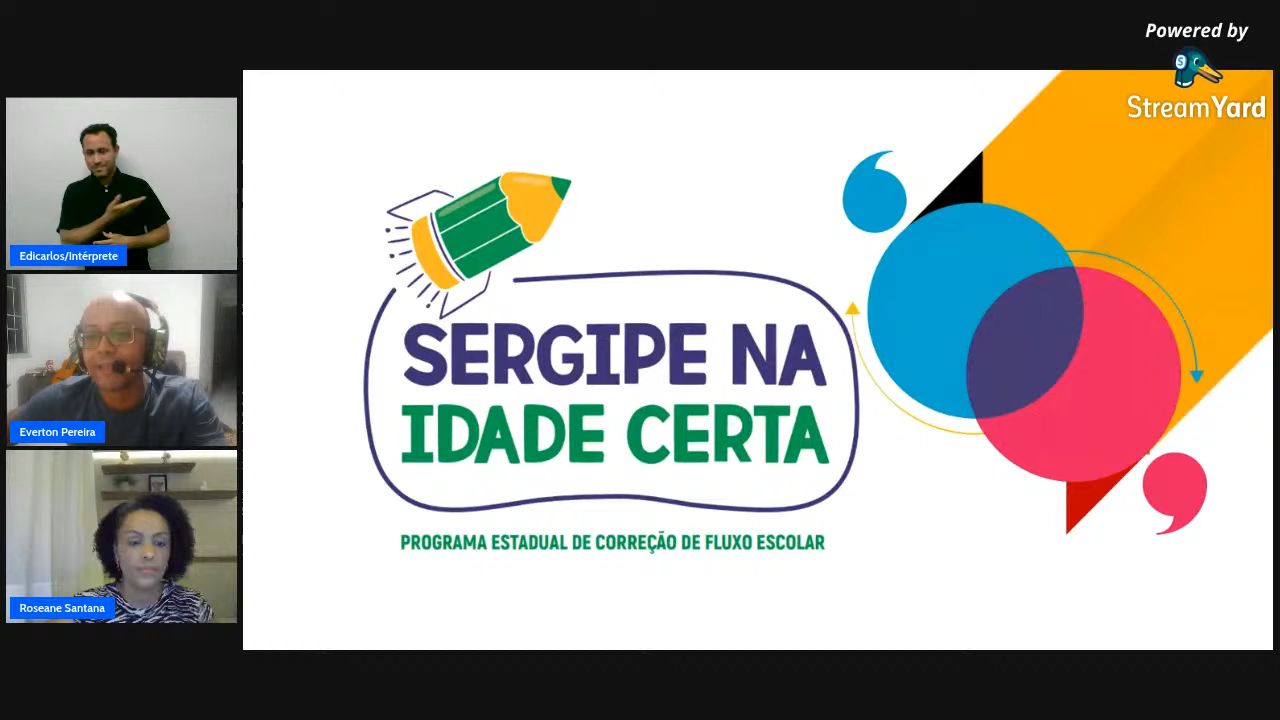 Powered by
StreamYard
Edicarlos/Intérprete
Everton Pereira
Roseane Santana
SERGIPE NA
IDADE CERTA
PROGRAMA ESTADUAL DE CORREÇÃO DE FLUXO ESCOLAR